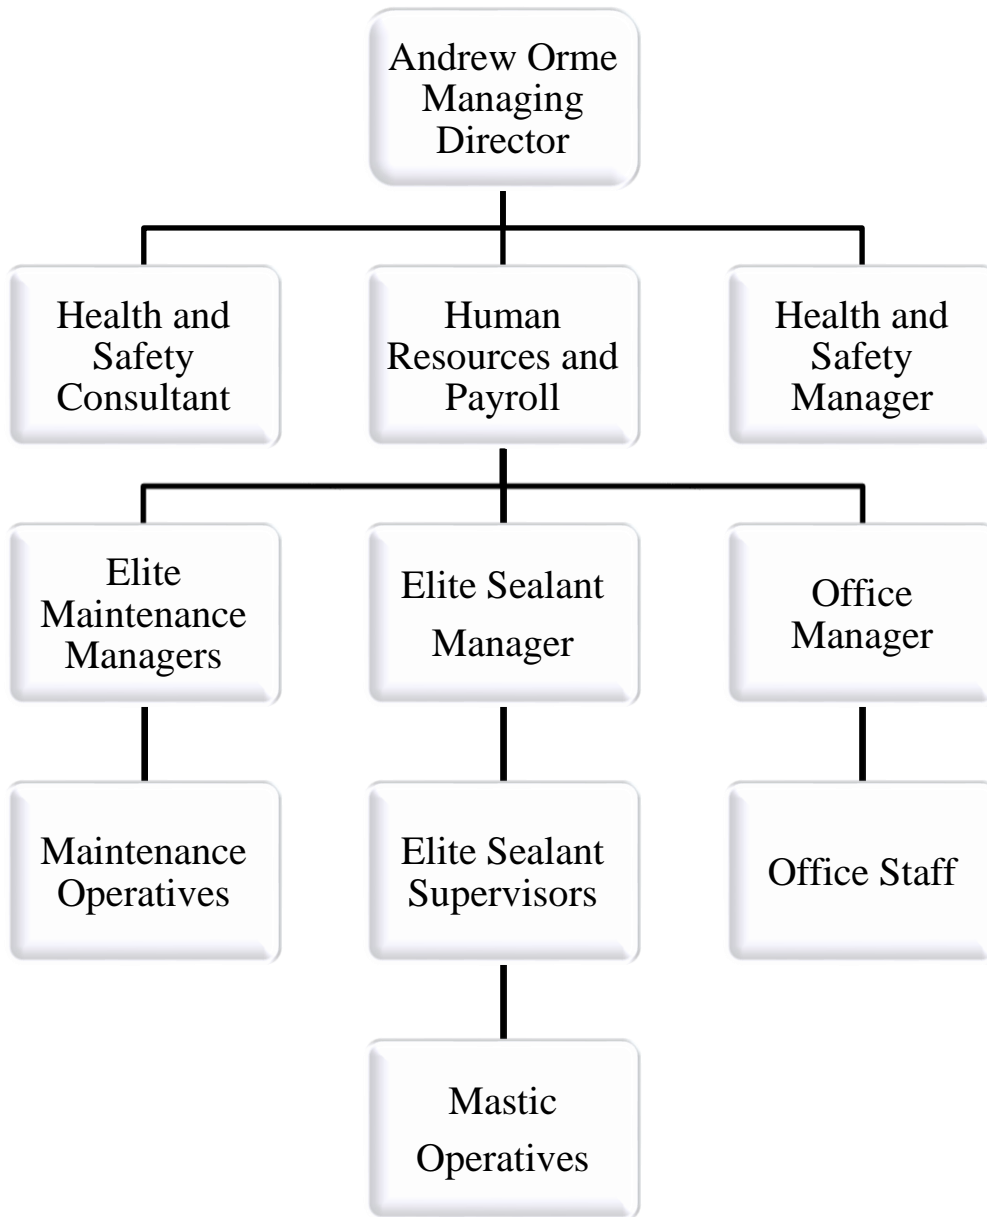 Andrew Orme
Managing
Director
Health and
Safety
Consultant
Human
Resources and
Payroll
Health and
Safety
Manager
Elite
Maintenance
Managers
Elite Sealant
Manager
Office
Manager
Maintenance
Operatives
Elite Sealant
Supervisors
Office Staff
Mastic
Operatives